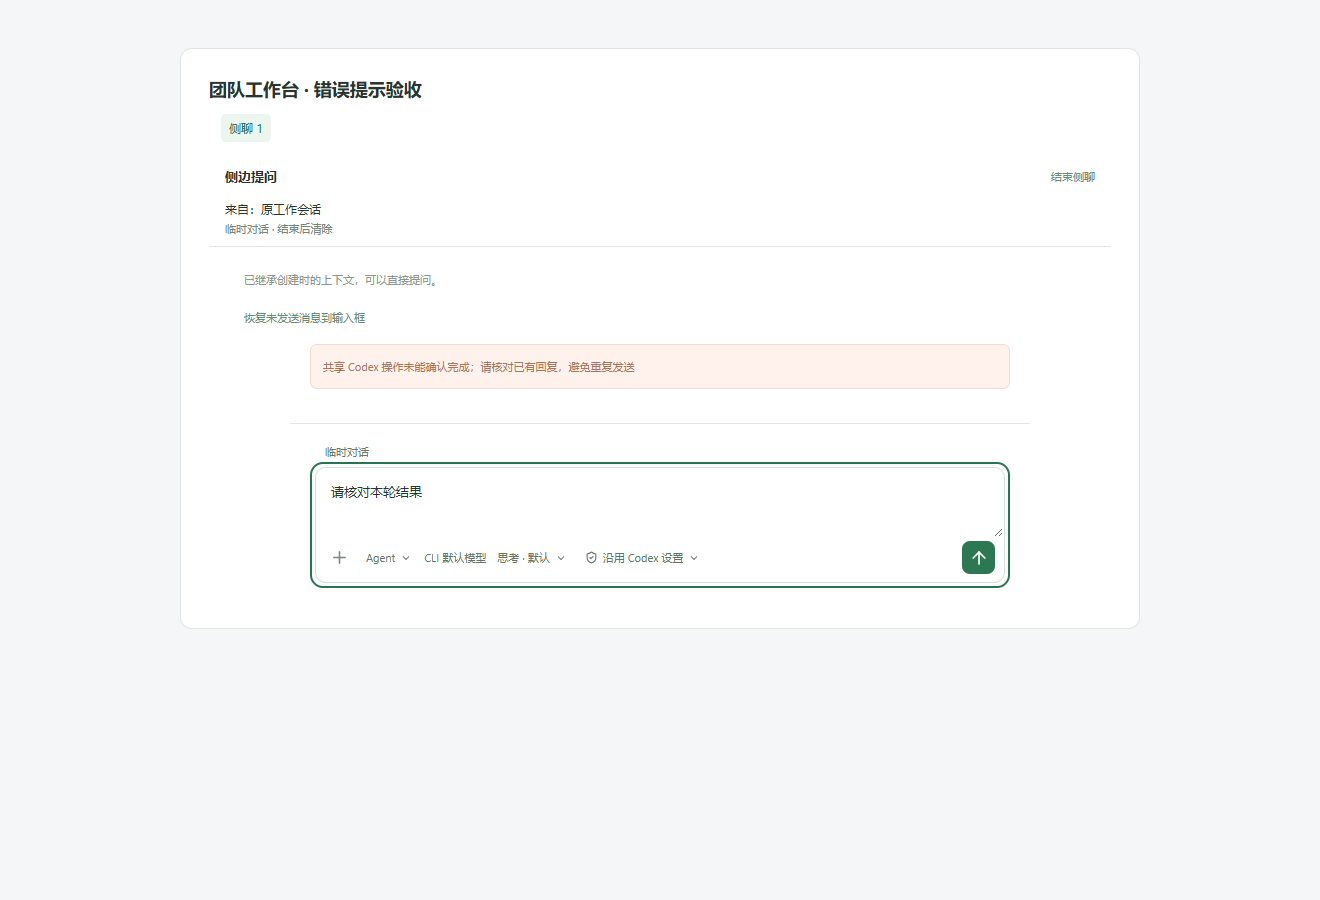 团队工作台 · 错误提示验收
侧聊 1
侧边提问
结束侧聊
来自：原工作会话
临时对话 · 结束后清除
已继承创建时的上下文，可以直接提问。
恢复未发送消息到输入框
共享 Codex 操作未能确认完成；请核对已有回复，避免重复发送
临时对话
请核对本轮结果
Agent CLI 默认模型 思考 · 默认 沿用 Codex 设置